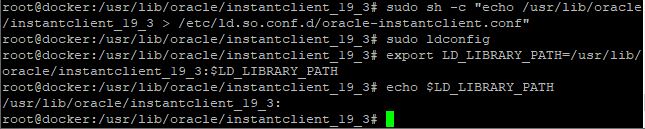 root@docker:/usr/lib/oracle/instantclient_19_3# sudo sh -c "echo /usr/lib/oracle
/instantclient_19_3 > /etc/ld.so.conf.d/oracle-instantclient.conf"
root@docker:/usr/lib/oracle/instantclient_19_3# sudo ldconfig
root@docker:/usr/lib/oracle/instantclient_19_3# export LD_LIBRARY_PATH=/usr/lib/
oracle/instantclient_19_3:$LD_LIBRARY_PATH
root@docker:/usr/lib/oracle/instantclient_19_3# echo $LD_LIBRARY_PATH
/usr/lib/oracle/instantclient_19_3:
root@docker:/usr/lib/oracle/instantclient_19_3#